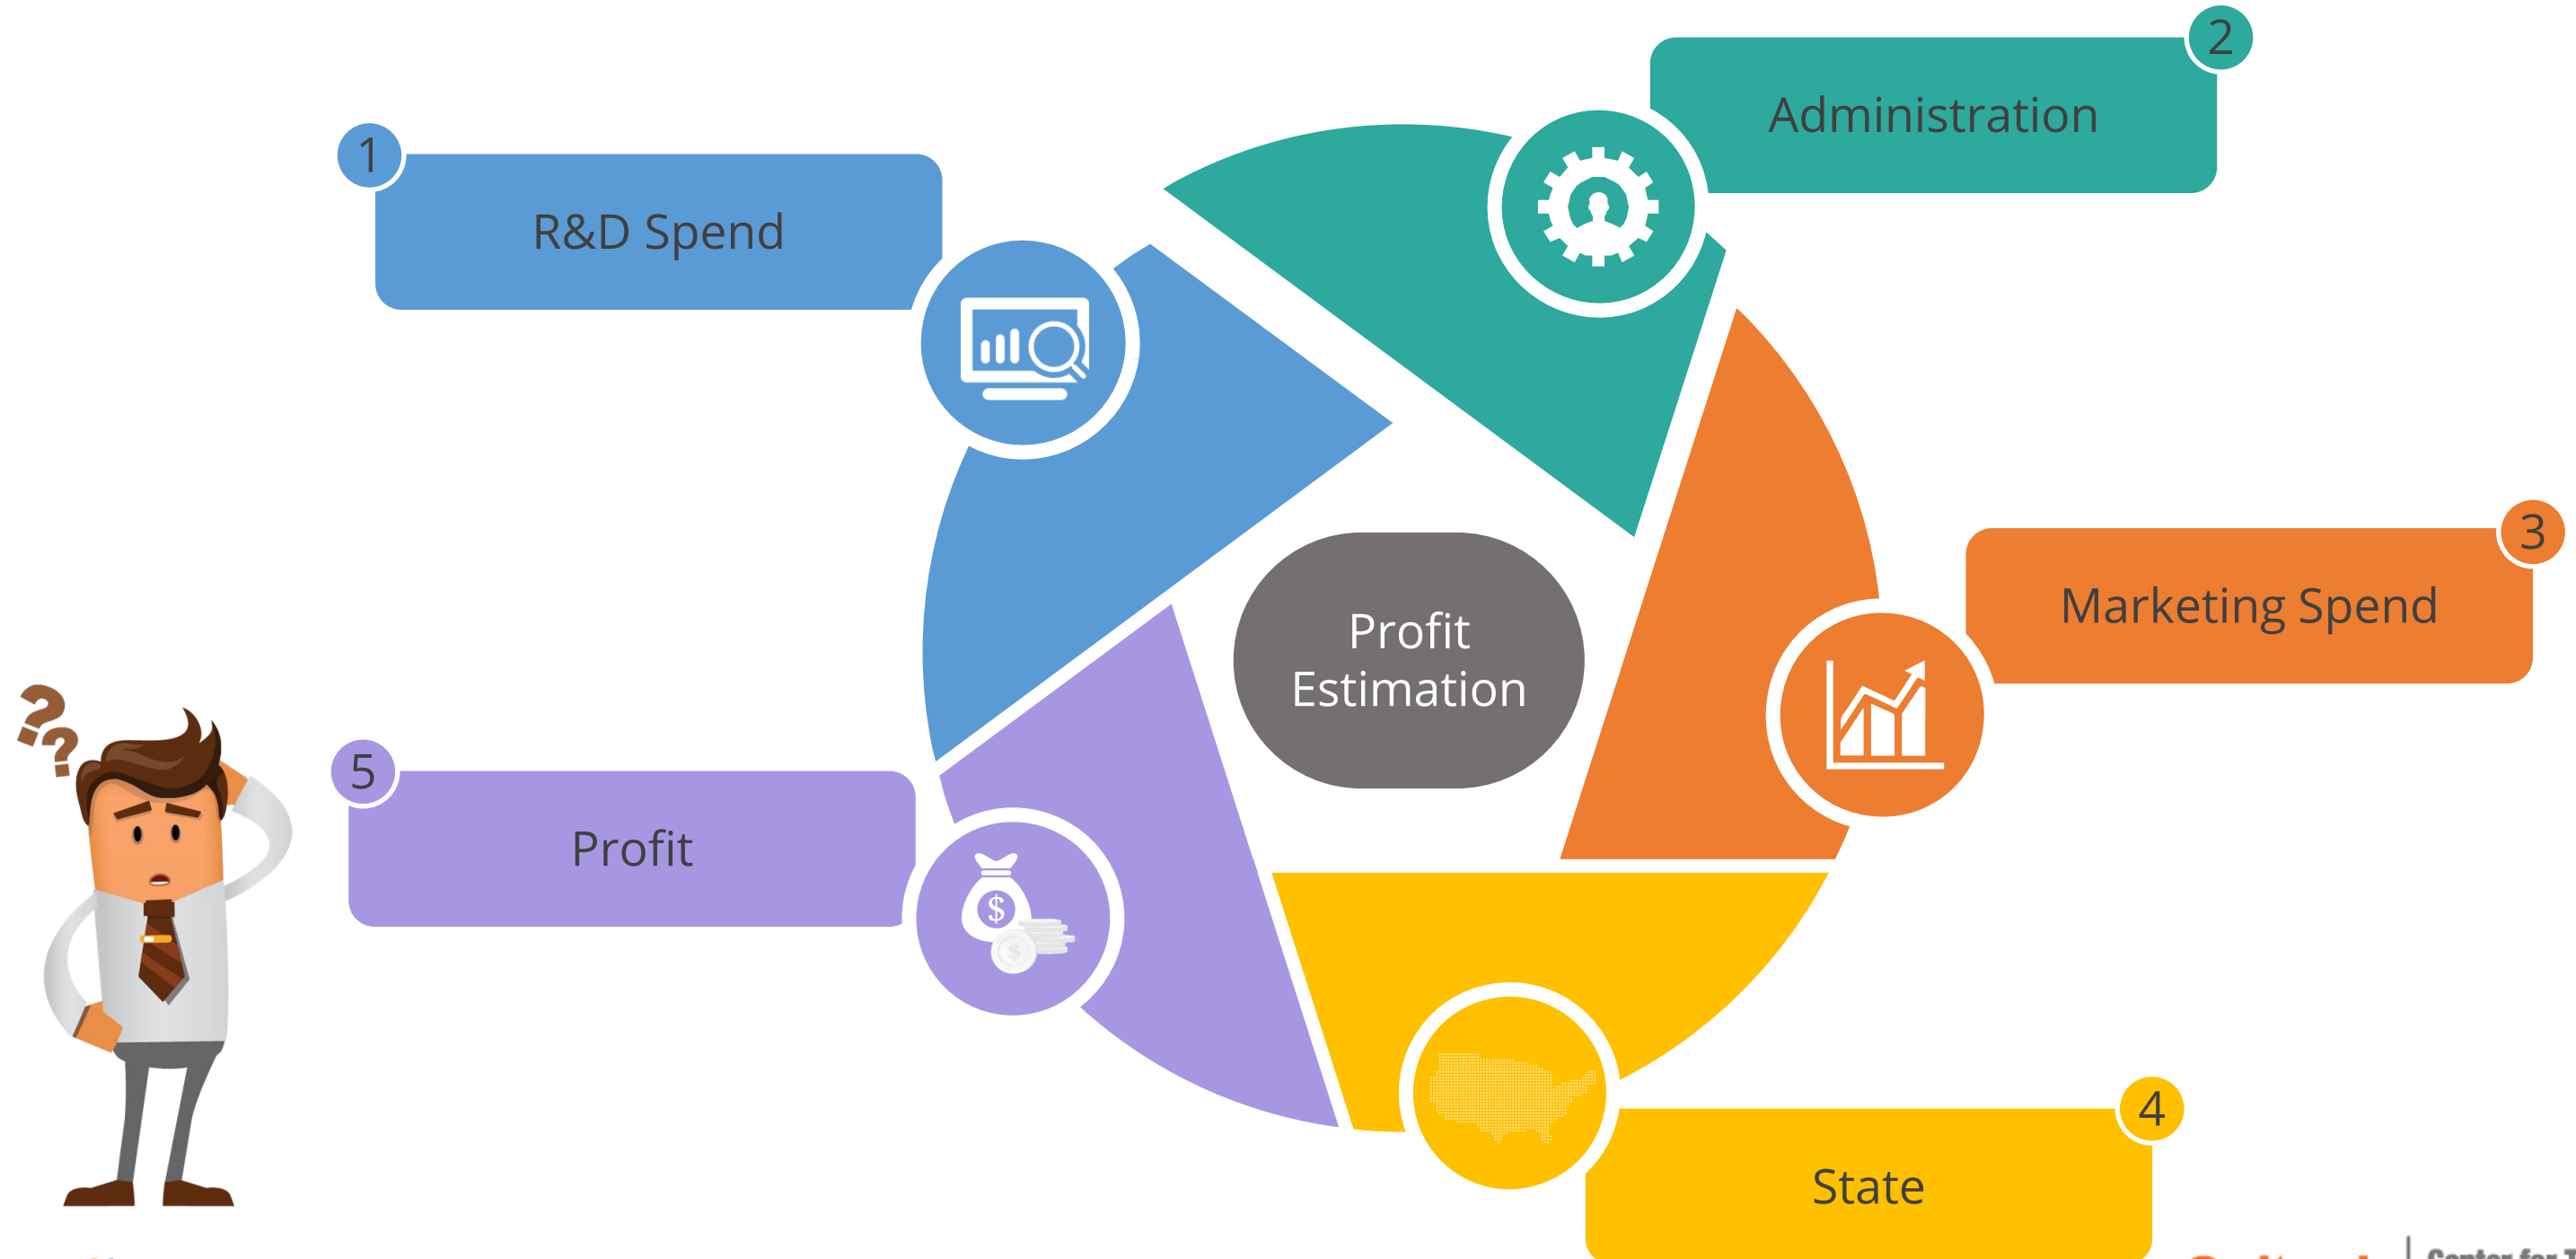 1
R&D Spend
2
Administration
3
Marketing Spend
Profit
Estimation
5
Profit
4
State
??
$
$